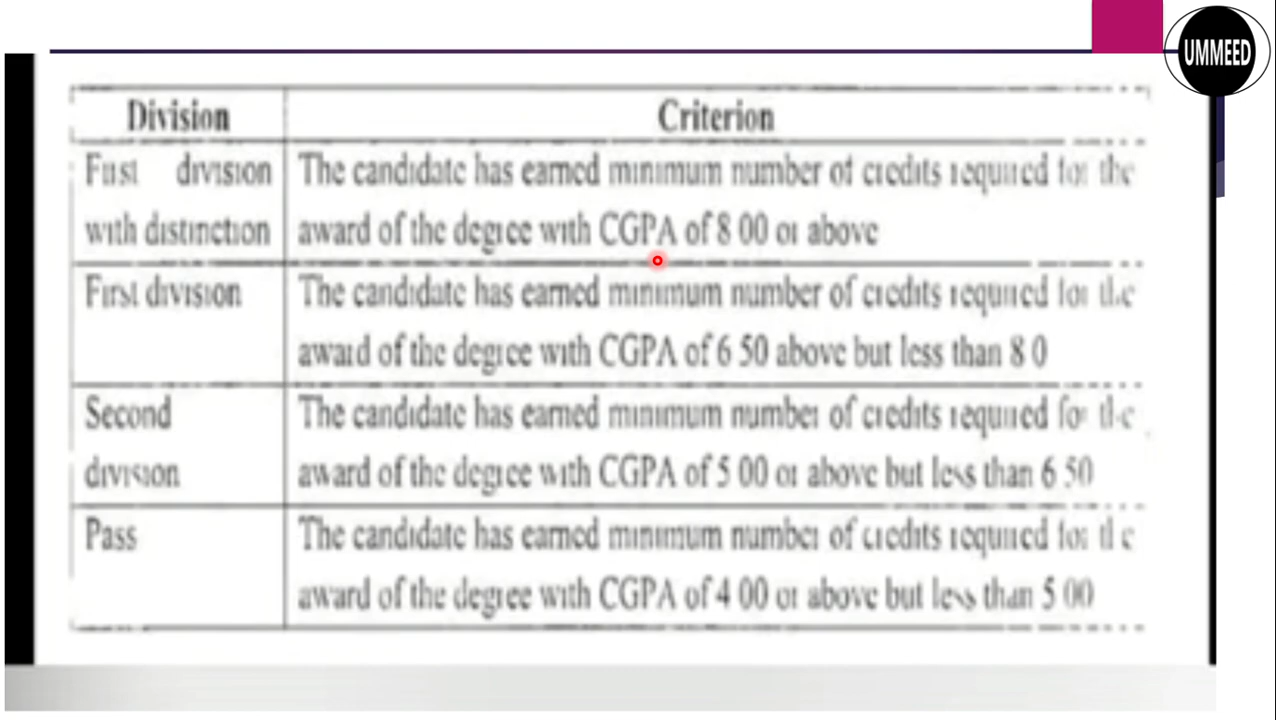 UMMEED
Division Criterion
First division The candidate has earned minimum number of credits required for the
with distinction award of the degree with CGPA of 8 00 or above
First division The candidate has earned minimum number of credits required for the
award of the degree with CGPA of 6 50 above but less than 8 0
Second The candidate has earned minimum number of credits required for the
division award of the degree with CGPA of 5 00 or above but less than 6 50
Pass The candidate has earned minimum number of credits required for the
award of the degree with CGPA of 4 00 or above but less than 5 00